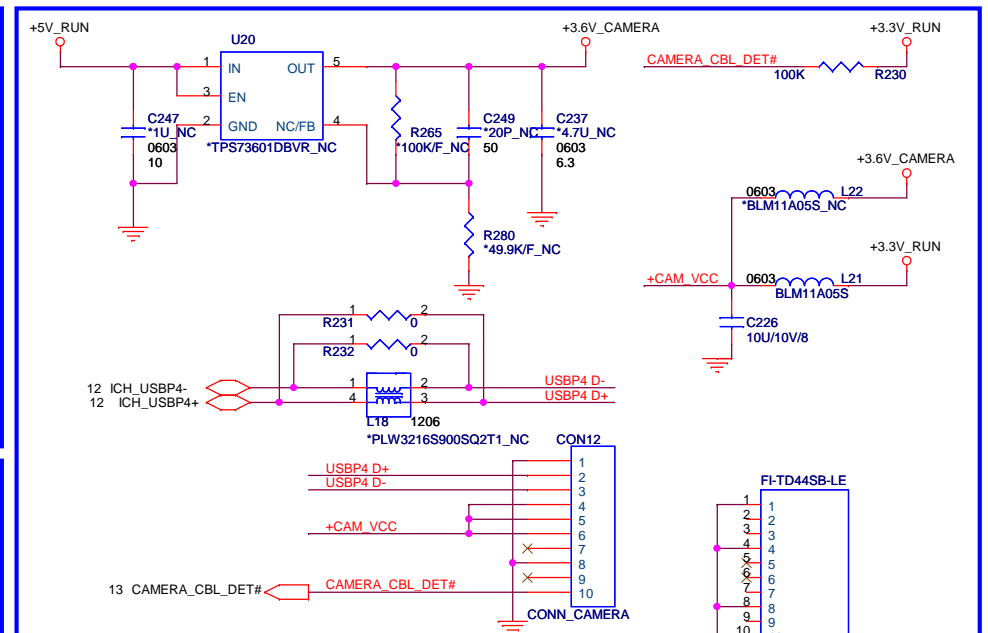 +5V_RUN
U20
+3.6V_CAMERA
+3.3V_RUN
1 IN OUT 5
3 EN
2 GND NC/FB 4
*TPS73601DBVR_NC
C247
*1U_NC
0603
10
R265
*100K/F_NC
C249
*20P_NC
50
C237
*4.7U_NC
0603
6.3
R280
*49.9K/F_NC
CAMERA_CBL_DET#
100K R230
+3.6V_CAMERA
0603 L22
*BLM11A05S_NC
+3.3V_RUN
+CAM_VCC 0603 L21
BLM11A05S
C226
10U/10V/8
R231 1 0 2
R232 1 0 2
12 ICH_USBP4- 1 2 USBP4 D-
12 ICH_USBP4+ 4 3 USBP4 D+
L18 1206
*PLW3216S900SQ2T1_NC
CON12
1
USBP4 D+ 2
USBP4 D- 3
4
5
+CAM_VCC 6
7
8
9
13 CAMERA_CBL_DET# CAMERA_CBL_DET# 10
CONN_CAMERA
FI-TD44SB-LE
1 1
2 2
3 3
4 4
5 5
6 6
7 7
8 8
9 9
10